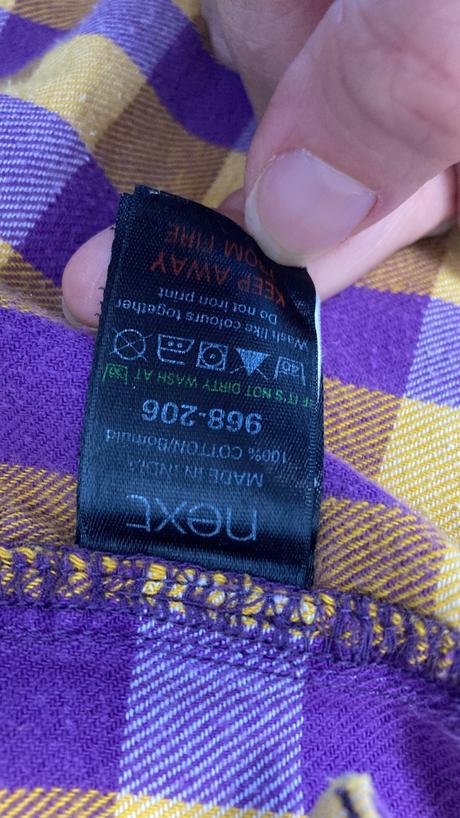 next
MADE IN INDIA
100% COTTON/Bomuld
968-206
IF IT'S NOT DIRTY WASH AT 30
Wash like colours together
Do not iron print
KEEP AWAY
FROM FIRE